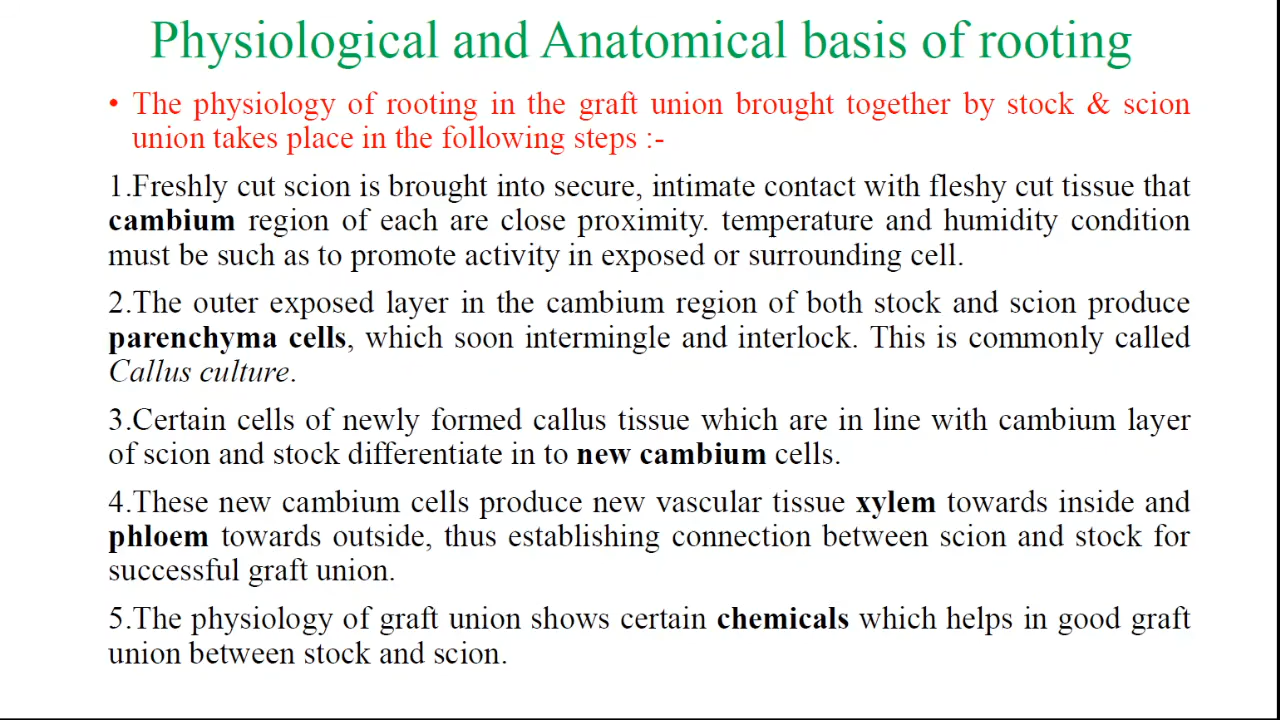 Physiological and Anatomical basis of rooting
• The physiology of rooting in the graft union brought together by stock & scion
union takes place in the following steps :-
1.Freshly cut scion is brought into secure, intimate contact with fleshy cut tissue that
cambium region of each are close proximity. temperature and humidity condition
must be such as to promote activity in exposed or surrounding cell.
2.The outer exposed layer in the cambium region of both stock and scion produce
parenchyma cells, which soon intermingle and interlock. This is commonly called
Callus culture.
3.Certain cells of newly formed callus tissue which are in line with cambium layer
of scion and stock differentiate in to new cambium cells.
4.These new cambium cells produce new vascular tissue xylem towards inside and
phloem towards outside, thus establishing connection between scion and stock for
successful graft union.
5.The physiology of graft union shows certain chemicals which helps in good graft
union between stock and scion.